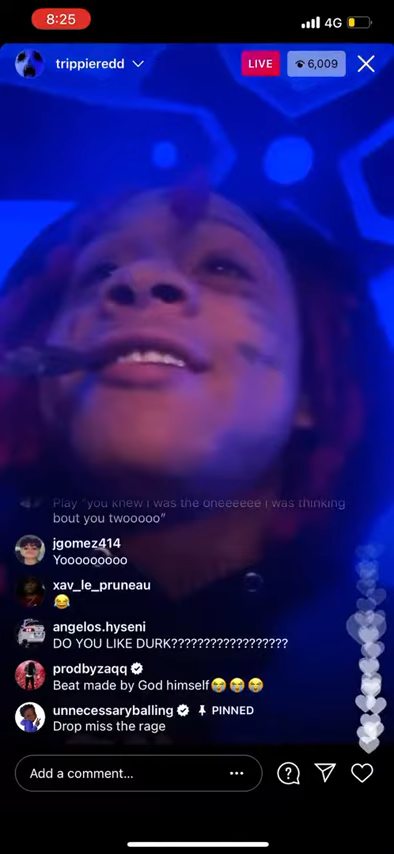 8:25
4G
trippieredd
LIVE
6,009
Play "you knew I was the oneeeeee I was thinking
bout you twooooo"
jgomez414
Yooooooooo
xav_le_pruneau
😂
angelos.hyseni
DO YOU LIKE DURK??????????????????
prodbyzaqq
Beat made by God himself😭😭😭
unnecessaryballing PINNED
Drop miss the rage
Add a comment...